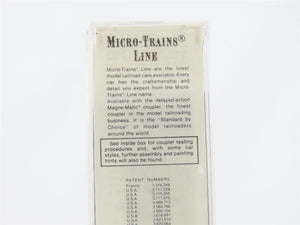 MICRO-TRAINS®
LINE
Micro-Trains® Line are the finest
model railroad cars available. Every
car has the craftsmanship and
detail you expect from the Micro-
Trains® Line name.
Available with the delayed-action
Magne-Matic® coupler, the finest
coupler in the model railroading
business. It is the "Standard by
Choice" of model railroaders
around the world.
See inside box for coupler testing
procedures and, with some car
styles, further assembly and painting
hints will also be found.
PATENT NUMBERS
France
U.S.A.
U.S.A.
U.S.A.
U.S.A.
U.S.A.
U.S.A.
U.S.A.
U.S.A.
U.S.A.